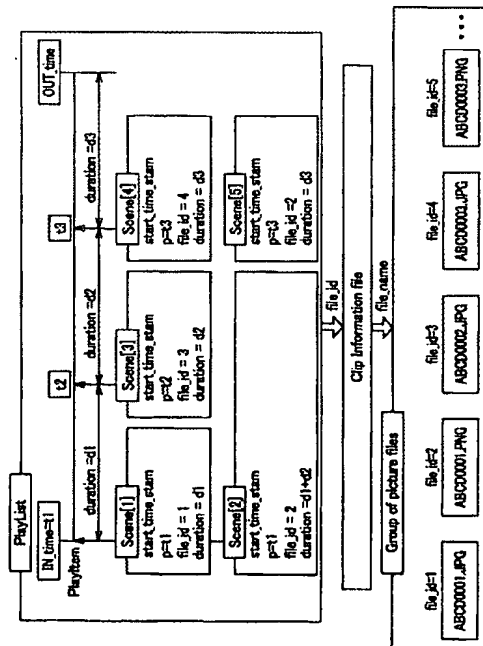 PlayList
IN_time=t1
t2
t3
OUT_time
PlayItem
duration =d1
duration =d2
duration =d3
Scene[1]
start_time_stam
p=t1
file_id = 1
duration = d1
Scene[3]
start_time_stam
p=t2
file_id = 3
duration = d2
Scene[4]
start_time_stam
p=t3
file_id = 4
duration = d3
Scene[2]
start_time_stam
p=t1
file_id = 2
duration =d1+d2
Scene[5]
start_time_stam
p=t3
file_id =2
duration = d3
file_id
Clip Information file
file_name
Group of picture files
file_id=1
ABCD0001.JPG
file_id=2
ABCD0001.PNG
file_id=3
ABCD0002.JPG
file_id=4
ABCD0003.JPG
file_id=5
ABCD0003.PNG
...